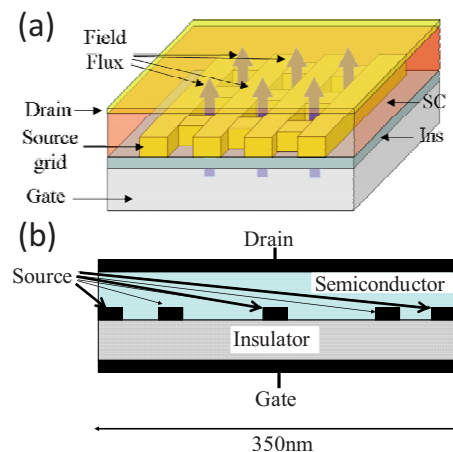 (a)
Field
Flux
Drain
SC
Source
grid
Ins
Gate
(b)
Drain
Source
Semiconductor
Insulator
Gate
350nm